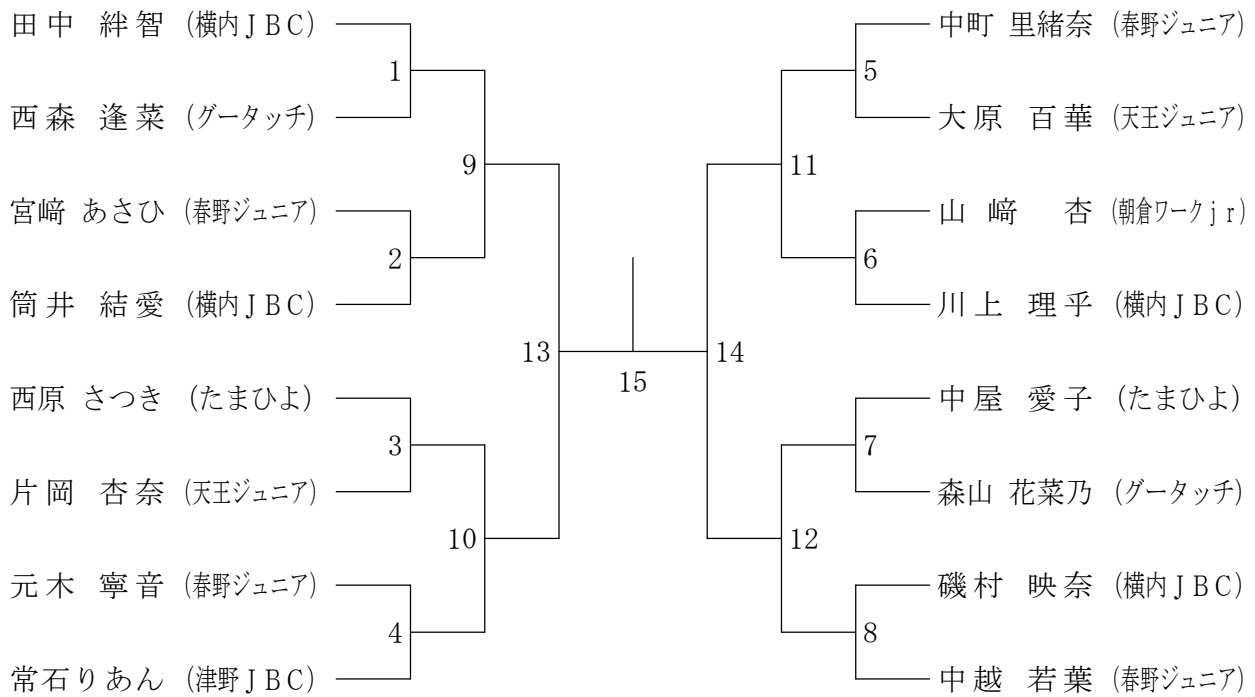 田中 絆智 (横内ＪＢＣ)
1
西森 逢菜 (グータッチ)
9
宮﨑 あさひ (春野ジュニア)
2
筒井 結愛 (横内ＪＢＣ)
13
西原 さつき (たまひよ)
3
片岡 杏奈 (天王ジュニア)
10
元木 寧音 (春野ジュニア)
4
常石りあん (津野ＪＢＣ)
15
中町 里緒奈 (春野ジュニア)
5
大原 百華 (天王ジュニア)
11
山﨑 杏 (朝倉ワークｊｒ)
6
川上 理乎 (横内ＪＢＣ)
14
中屋 愛子 (たまひよ)
7
森山 花菜乃 (グータッチ)
12
磯村 映奈 (横内ＪＢＣ)
8
中越 若葉 (春野ジュニア)